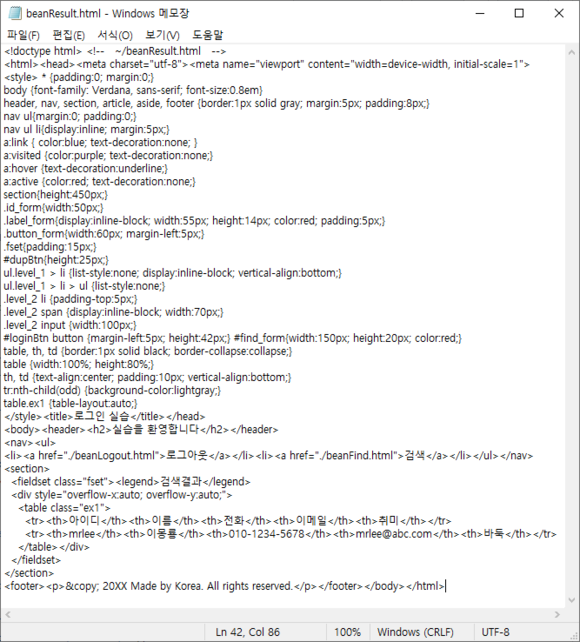 beanResult.html - Windows 메모장
파일(F) 편집(E) 서식(O) 보기(V) 도움말
<!doctype html> <!-- ~/beanResult.html -->
<html><head><meta charset="utf-8"><meta name="viewport" content="width=device-width, initial-scale=1">
<style> * {padding:0; margin:0;}
body {font-family: Verdana, sans-serif; font-size:0.8em}
header, nav, section, article, aside, footer {border:1px solid gray; margin:5px; padding:8px;}
nav ul{margin:0; padding:0;}
nav ul li{display:inline; margin:5px;}
a:link { color:blue; text-decoration:none; }
a:visited {color:purple; text-decoration:none;}
a:hover {text-decoration:underline;}
a:active {color:red; text-decoration:none;}
section{height:450px;}
.id_form{width:50px;}
.label_form{display:inline-block; width:55px; height:14px; color:red; padding:5px;}
.button_form{width:60px; margin-left:5px;}
.fset{padding:15px;}
#dupBtn{height:25px;}
ul.level_1 > li {list-style:none; display:inline-block; vertical-align:bottom;}
ul.level_1 > li > ul {list-style:none;}
.level_2 li {padding-top:5px;}
.level_2 span {display:inline-block; width:70px;}
.level_2 input {width:100px;}
#loginBtn button {margin-left:5px; height:42px;} #find_form{width:150px; height:20px; color:red;}
table, th, td {border:1px solid black; border-collapse:collapse;}
table {width:100%; height:80%;}
th, td {text-align:center; padding:10px; vertical-align:bottom;}
tr:nth-child(odd) {background-color:lightgray;}
table.ex1 {table-layout:auto;}
</style><title>로그인 실습</title></head>
<body><header><h2>실습을 환영합니다</h2></header>
<nav><ul>
<li><a href="./beanLogout.html">로그아웃</a></li><li><a href="./beanFind.html">검색</a></li></ul></nav>
<section>
<fieldset class="fset"><legend>검색결과</legend>
<div style="overflow-x:auto; overflow-y:auto;">
<table class="ex1">
<tr><th>아이디</th><th>이름</th><th>전화</th><th>이메일</th><th>취미</th></tr>
<tr><th>mrlee</th><th>이몽룡</th><th>010-1234-5678</th><th>mrlee@abc.com</th><th>바둑</th></tr>
</table></div>
</fieldset>
</section>
<footer><p>&copy; 20XX Made by Korea. All rights reserved.</p></footer></body></html>
Ln 42, Col 86 100% Windows (CRLF) UTF-8